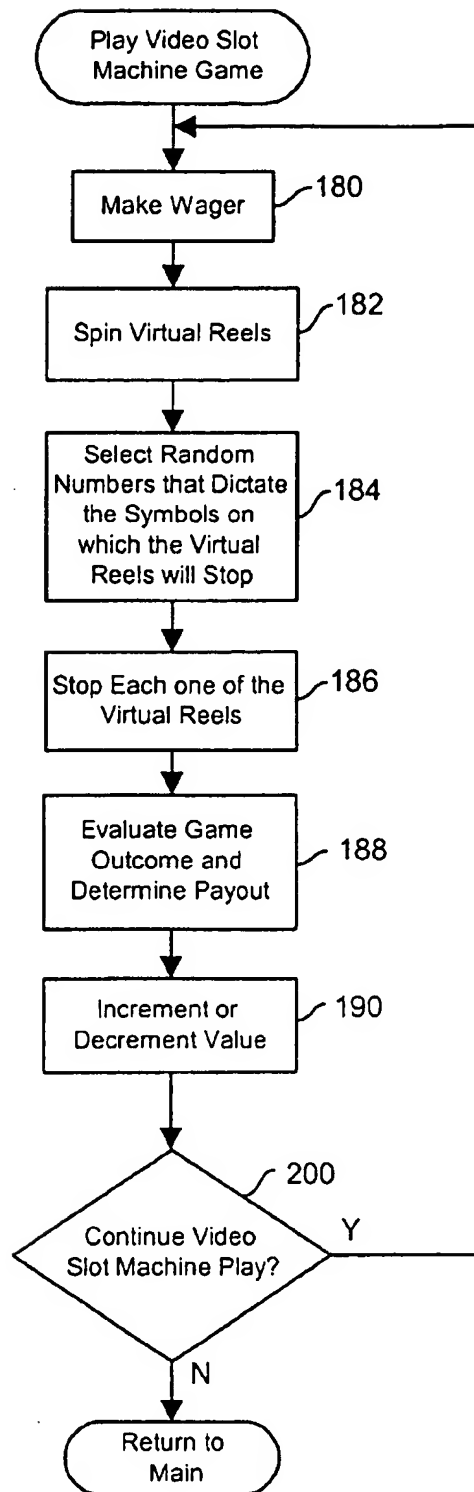 Play Video Slot
Machine Game
Make Wager
180
Spin Virtual Reels
182
Select Random
Numbers that Dictate
the Symbols on
which the Virtual
Reels will Stop
184
Stop Each one of the
Virtual Reels
186
Evaluate Game
Outcome and
Determine Payout
188
Increment or
Decrement Value
190
200
Continue Video
Slot Machine Play?
Y
N
Return to
Main